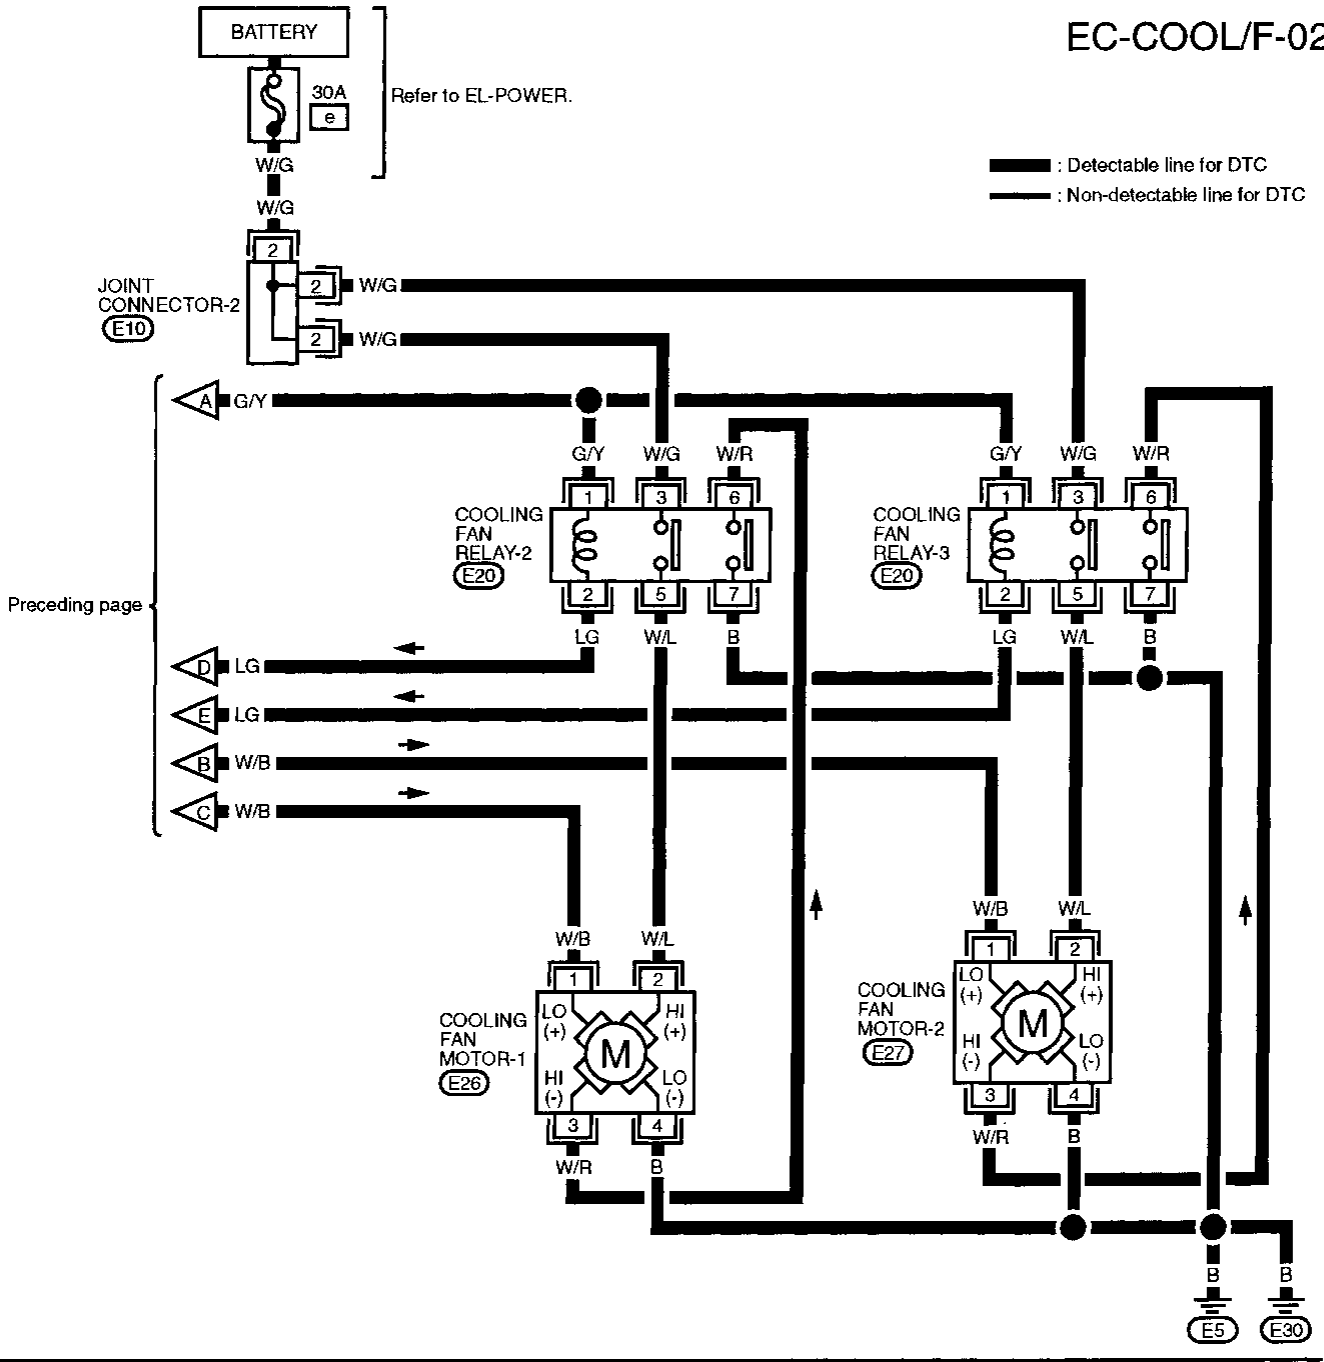 EC-COOL/F-02
BATTERY
30A
e
Refer to EL-POWER.
W/G
: Detectable line for DTC
: Non-detectable line for DTC
W/G
2
JOINT
CONNECTOR-2
E10
2 W/G
2 W/G
A G/Y
G/Y W/G W/R
G/Y W/G W/R
1 3 6
1 3 6
COOLING
FAN
RELAY-2
E20
COOLING
FAN
RELAY-3
E20
2 5 7
2 5 7
Preceding page
LG W/L B
LG W/L B
D LG
E LG
B W/B
C W/B
W/B W/L
W/B W/L
1 2
1 2
COOLING
FAN
MOTOR-1
E26
LO
(+)
HI
(+)
M
HI
(-)
LO
(-)
COOLING
FAN
MOTOR-2
E27
LO
(+)
HI
(+)
M
HI
(-)
LO
(-)
3 4
3 4
W/R B
W/R B
B B
E5 E30